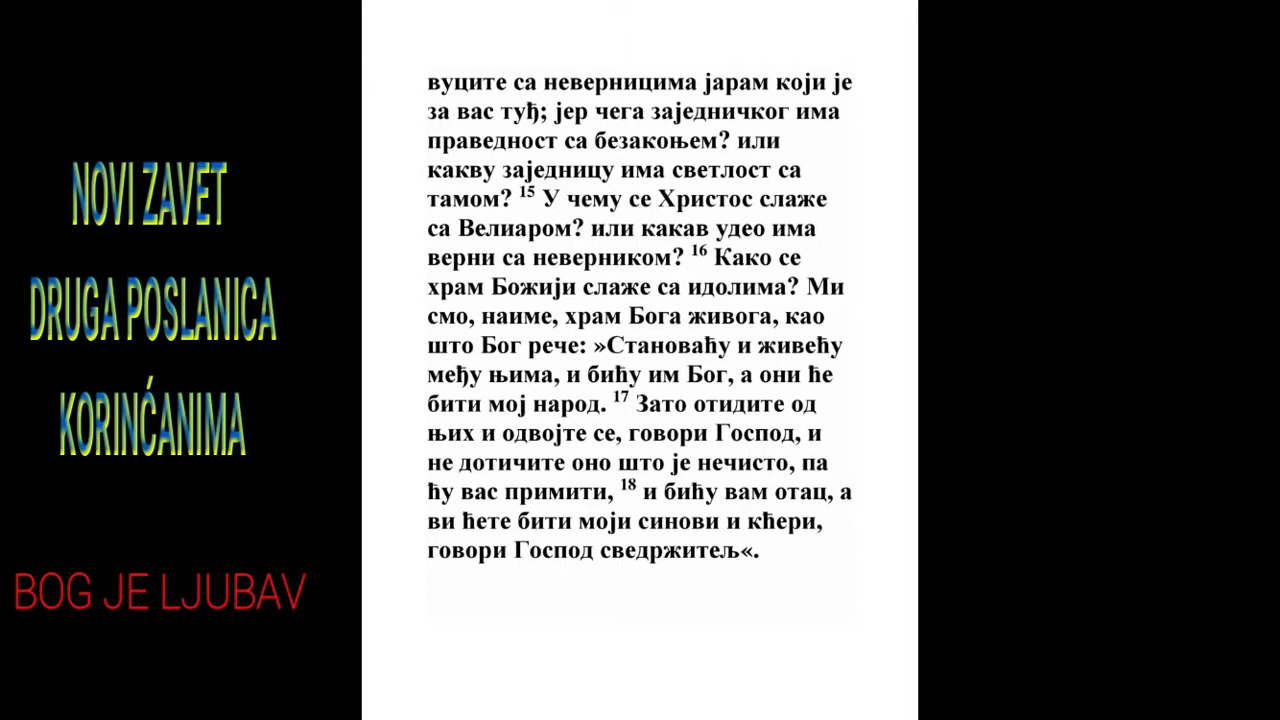 NOVI ZAVET
DRUGA POSLANICA
KORINĆANIMA
BOG JE LJUBAV
вуците са неверницима јарам који је
за вас туђ; јер чега заједничког има
праведност са безакоњем? или
какву заједницу има светлост са
тамом? 15 У чему се Христос слаже
са Велиаром? или какав удео има
верни са неверником? 16 Како се
храм Божији слаже са идолима? Ми
смо, наиме, храм Бога живога, као
што Бог рече: »Становаћу и живећу
међу њима, и бићу им Бог, а они ће
бити мој народ. 17 Зато отидите од
њих и одвојте се, говори Господ, и
не дотичите оно што је нечисто, па
ћу вас примити, 18 и бићу вам отац, а
ви ћете бити моји синови и кћери,
говори Господ сведржитељ«.